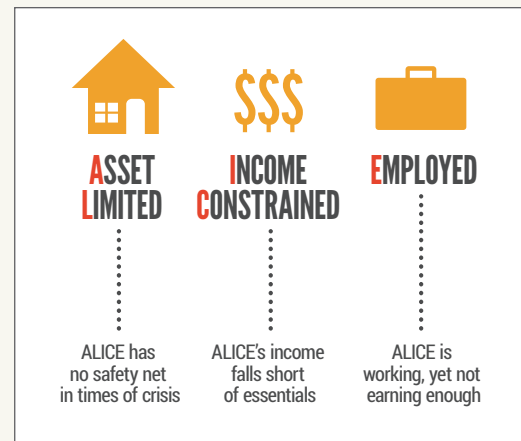 $$$
ASSET
LIMITED
INCOME
CONSTRAINED
EMPLOYED
ALICE has
no safety net
in times of crisis
ALICE’s income
falls short
of essentials
ALICE is
working, yet not
earning enough